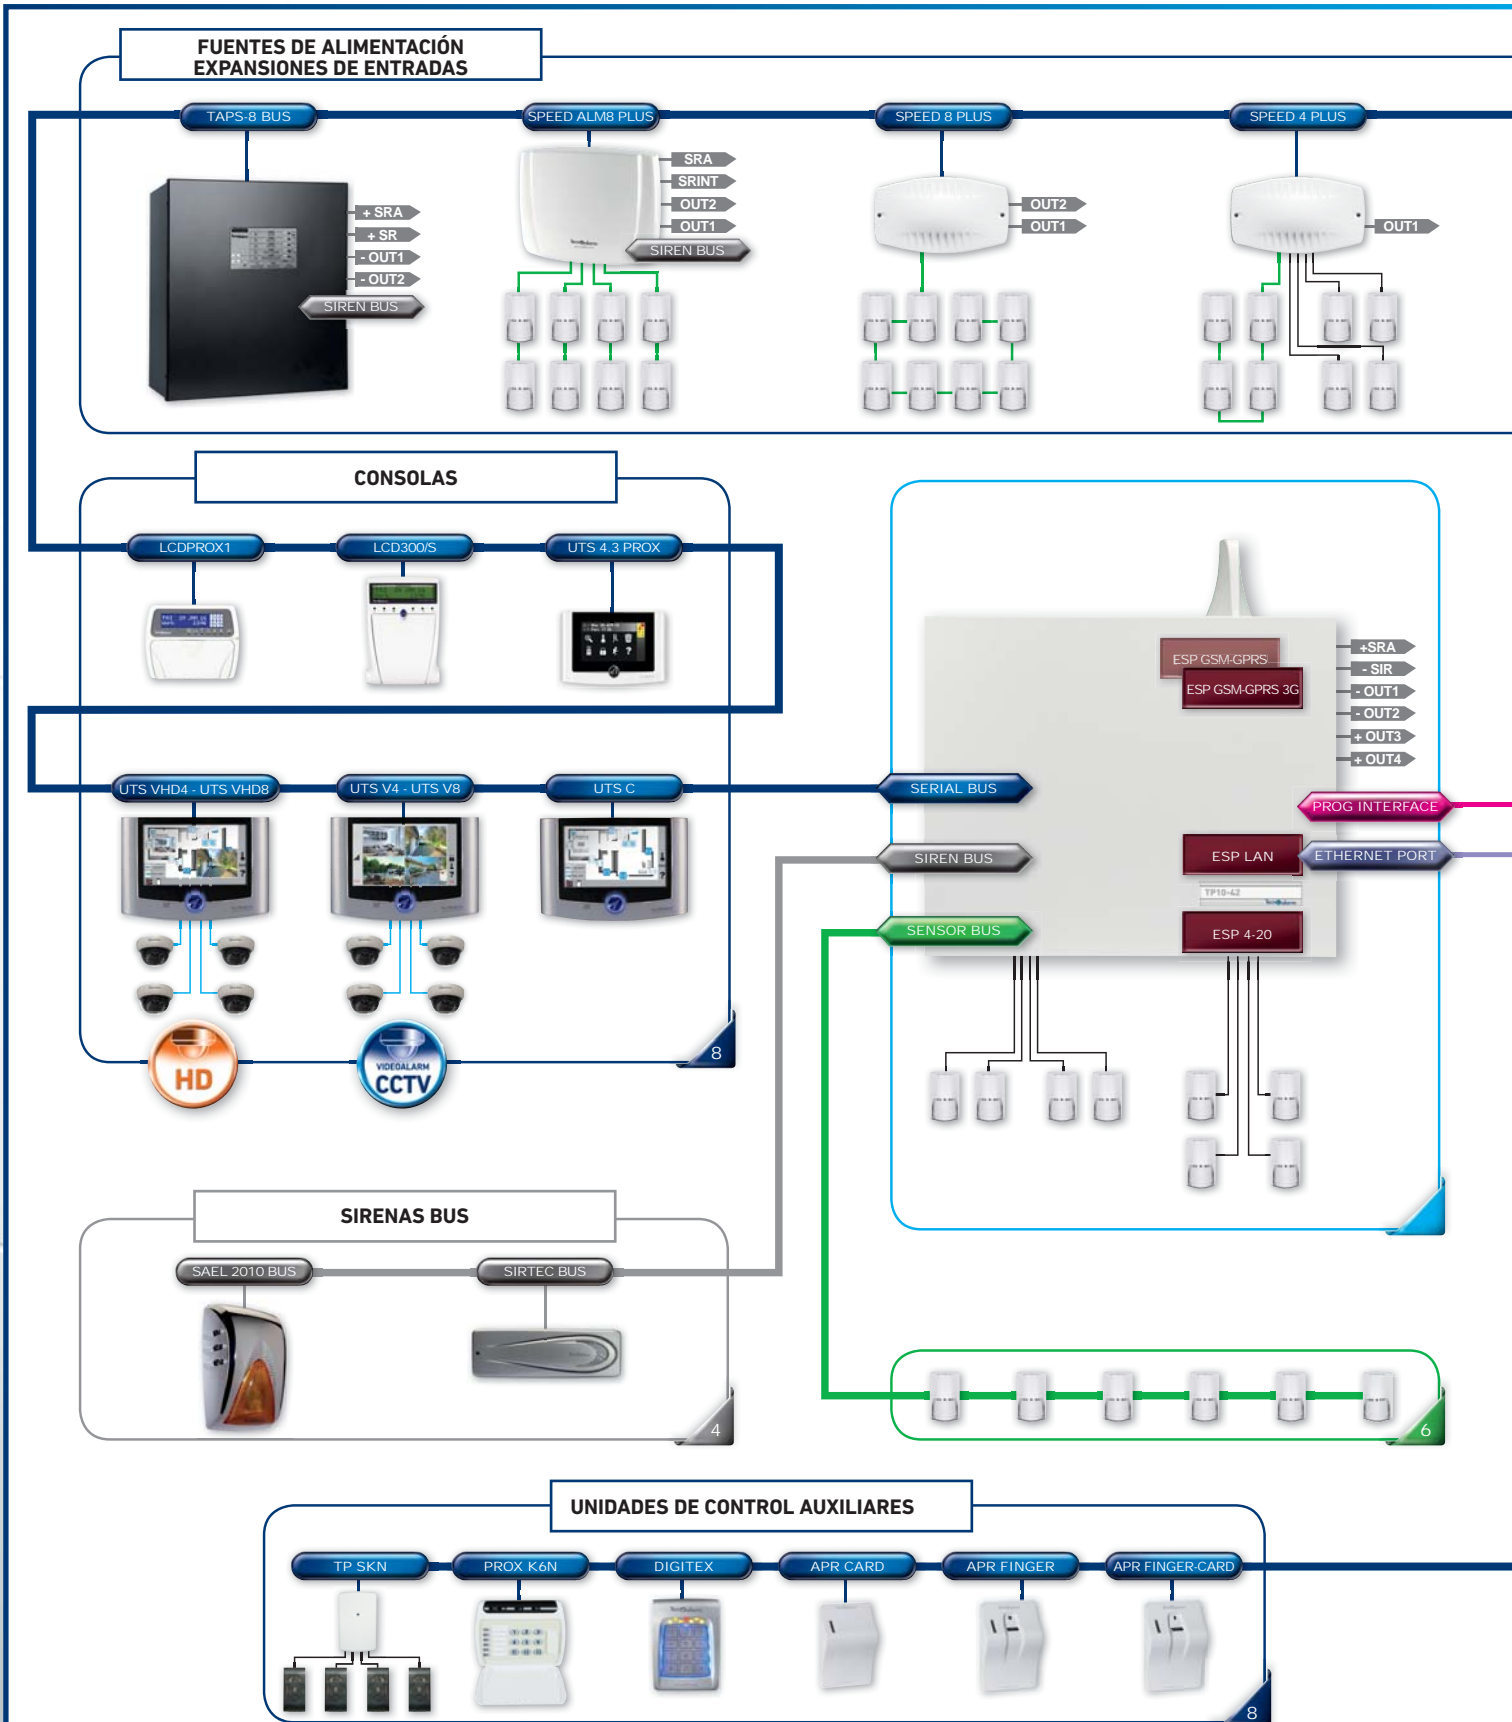 FUENTES DE ALIMENTACIÓN
EXPANSIONES DE ENTRADAS
TAPS-8 BUS
SPEED ALM8 PLUS
SPEED 8 PLUS
SPEED 4 PLUS
+ SRA
+ SR
- OUT1
- OUT2
SIREN BUS
SRA
SRINT
OUT2
OUT1
SIREN BUS
OUT2
OUT1
OUT1
CONSOLAS
LCDPROX1
LCD300/S
UTS 4.3 PROX
UTS VHD4 - UTS VHD8
UTS V4 - UTS V8
UTS C
HD
VIDEOALARM
CCTV
8
ESP GSM-GPRS
ESP GSM-GPRS 3G
+SRA
- SIR
- OUT1
- OUT2
+ OUT3
+ OUT4
SERIAL BUS
PROG INTERFACE
SIREN BUS
ESP LAN
ETHERNET PORT
TP10-42
SENSOR BUS
ESP 4-20
SIRENAS BUS
SAEL 2010 BUS
SIRTEC BUS
4
6
UNIDADES DE CONTROL AUXILIARES
TP SKN
PROX K6N
DIGITEX
APR CARD
APR FINGER
APR FINGER-CARD
8